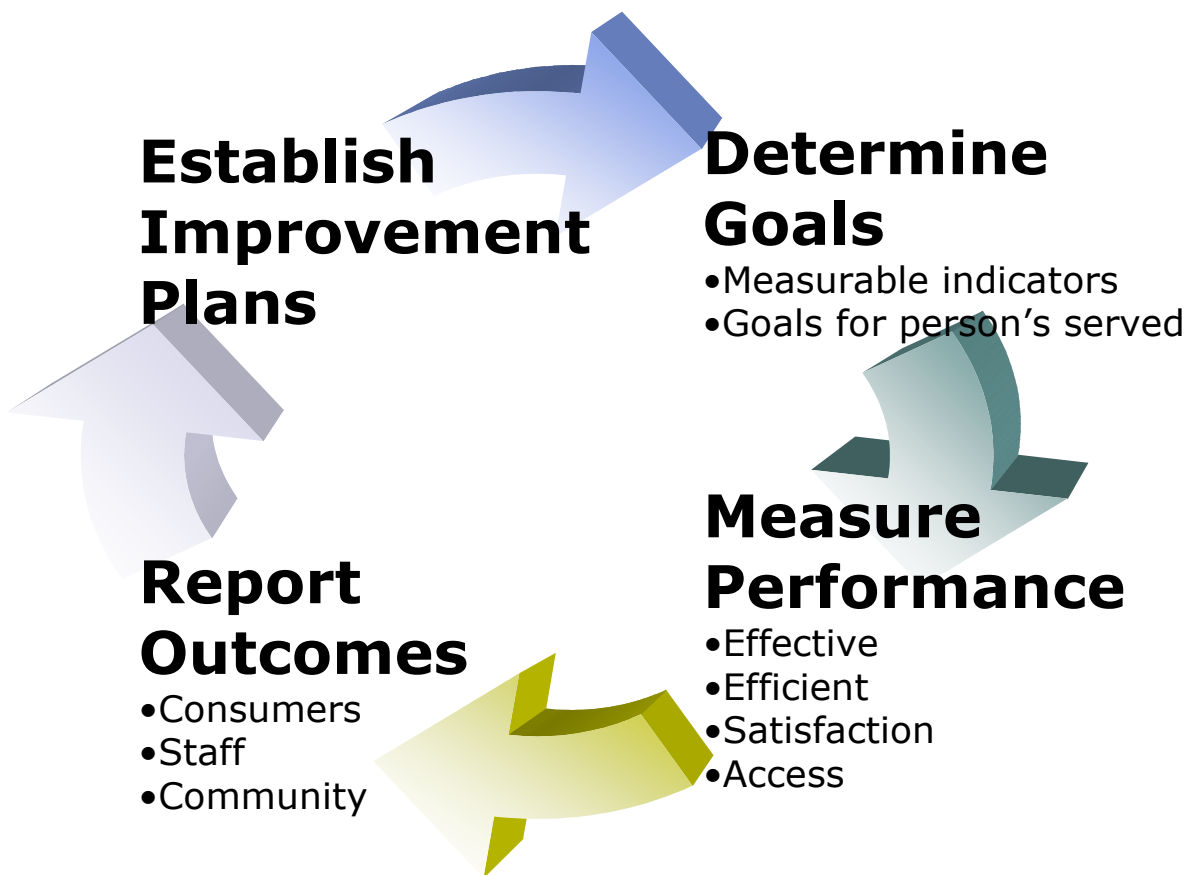 Establish
Improvement
Plans
Determine
Goals
•Measurable indicators
•Goals for person’s served
Measure
Performance
•Effective
•Efficient
•Satisfaction
•Access
Report
Outcomes
•Consumers
•Staff
•Community